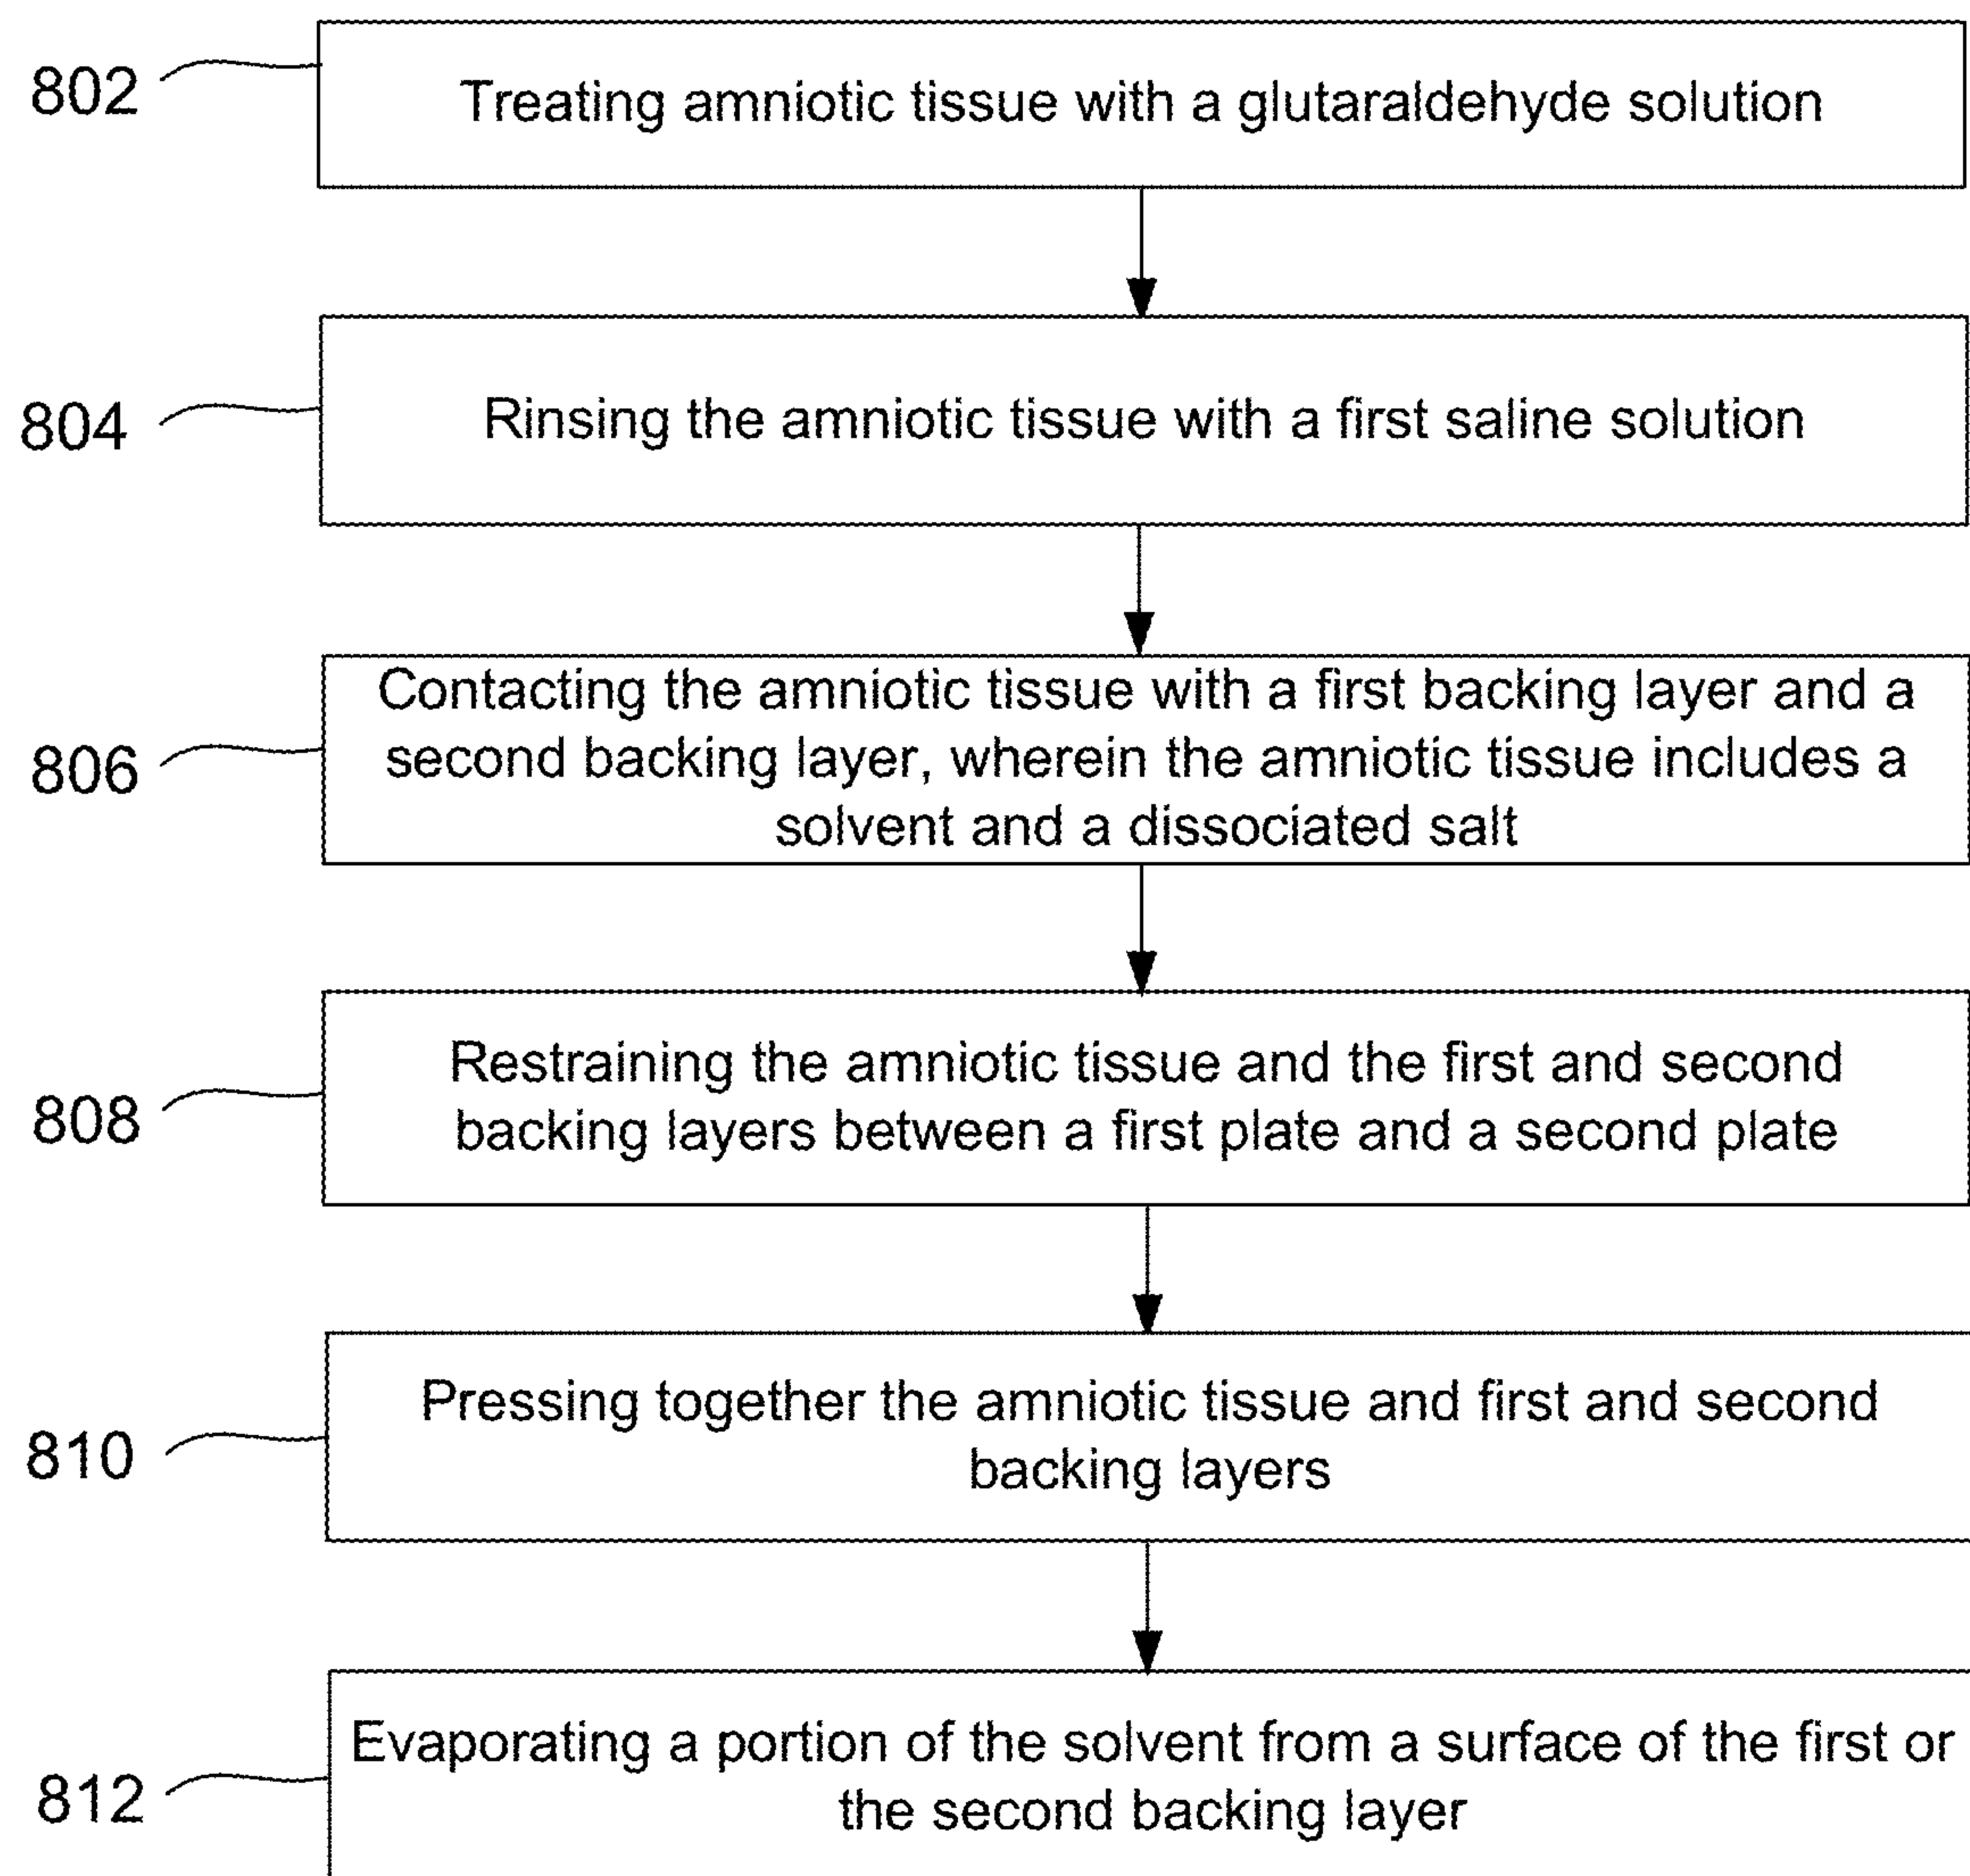 802
Treating amniotic tissue with a glutaraldehyde solution
804
Rinsing the amniotic tissue with a first saline solution
806
Contacting the amniotic tissue with a first backing layer and a
second backing layer, wherein the amniotic tissue includes a
solvent and a dissociated salt
808
Restraining the amniotic tissue and the first and second
backing layers between a first plate and a second plate
810
Pressing together the amniotic tissue and first and second
backing layers
812
Evaporating a portion of the solvent from a surface of the first or
the second backing layer